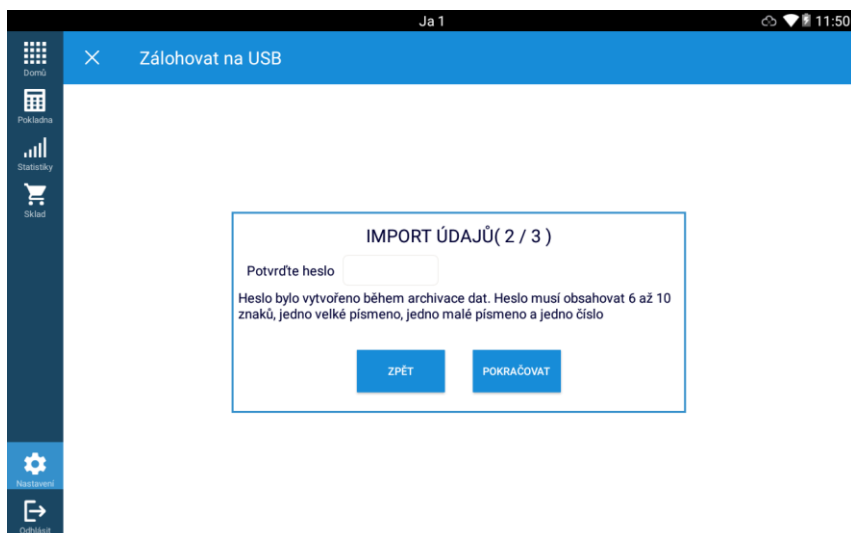 Ja 1
11:50
Domů
Zálohovat na USB
Pokladna
Statistiky
Sklad
IMPORT ÚDAJŮ( 2 / 3 )
Potvrďte heslo
Heslo bylo vytvořeno během archivace dat. Heslo musí obsahovat 6 až 10
znaků, jedno velké písmeno, jedno malé písmeno a jedno číslo
ZPĚT
POKRAČOVAT
Nastavení
Odhlásit